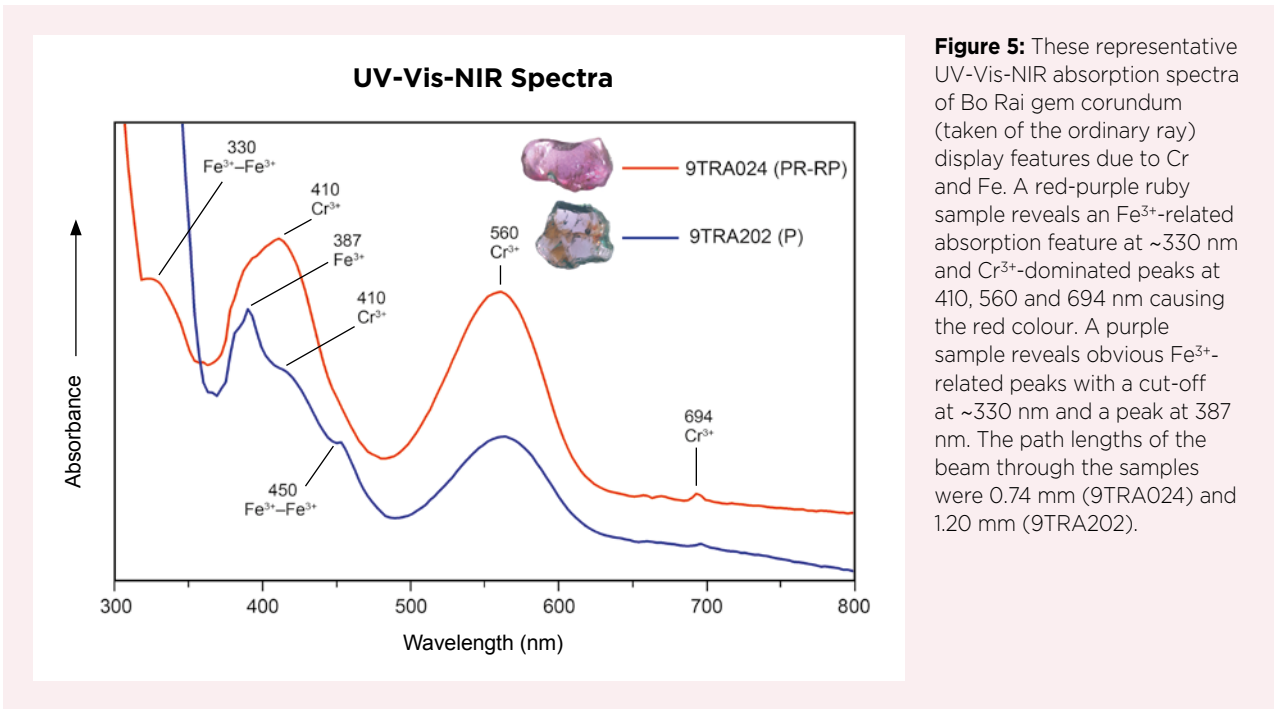 UV-Vis-NIR Spectra
330
Fe³⁺–Fe³⁺
410
Cr³⁺
387
Fe³⁺
410
Cr³⁺
450
Fe³⁺–Fe³⁺
560
Cr³⁺
694
Cr³⁺
9TRA024 (PR-RP)
9TRA202 (P)
Absorbance
300 400 500 600 700 800
Wavelength (nm)
Figure 5: These representative
UV-Vis-NIR absorption spectra
of Bo Rai gem corundum
(taken of the ordinary ray)
display features due to Cr
and Fe. A red-purple ruby
sample reveals an Fe³⁺-related
absorption feature at ~330 nm
and Cr³⁺-dominated peaks at
410, 560 and 694 nm causing
the red colour. A purple
sample reveals obvious Fe³⁺-
related peaks with a cut-off
at ~330 nm and a peak at 387
nm. The path lengths of the
beam through the samples
were 0.74 mm (9TRA024) and
1.20 mm (9TRA202).